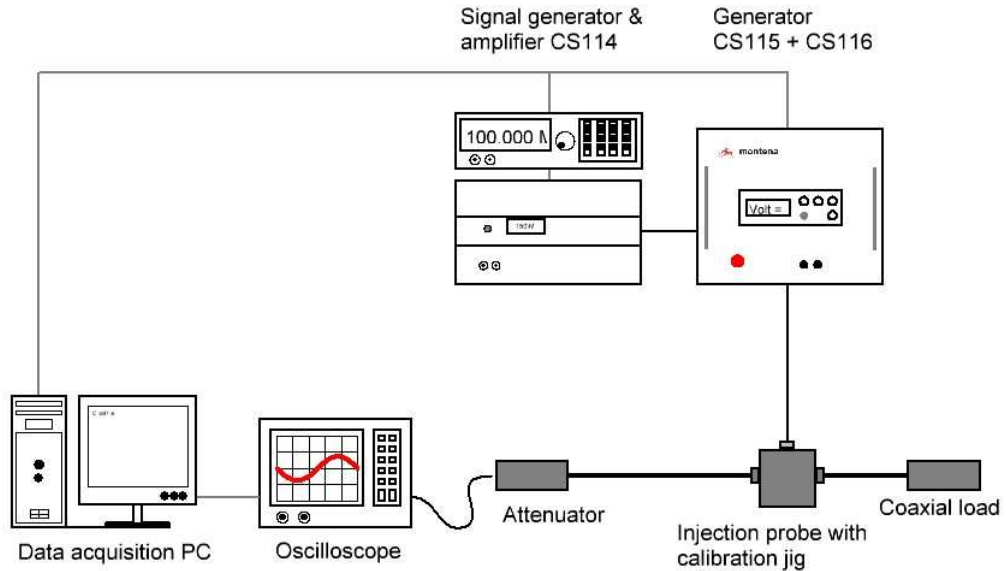 Signal generator &
amplifier CS114
Generator
CS115 + CS116
100.000 M
montena
Volt =
150W
Attenuator
Coaxial load
Data acquisition PC
Oscilloscope
Injection probe with
calibration jig